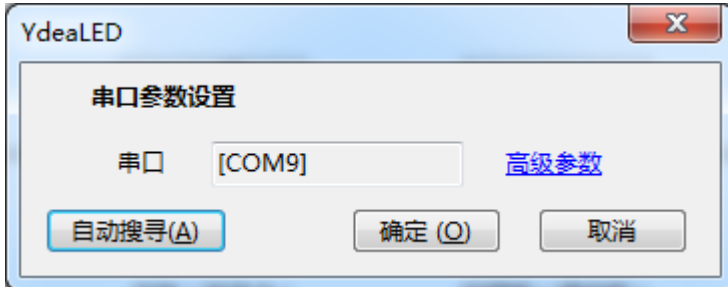 YdeaLED
串口参数设置
串口 [COM9] 高级参数
自动搜寻(A) 确定 (O) 取消